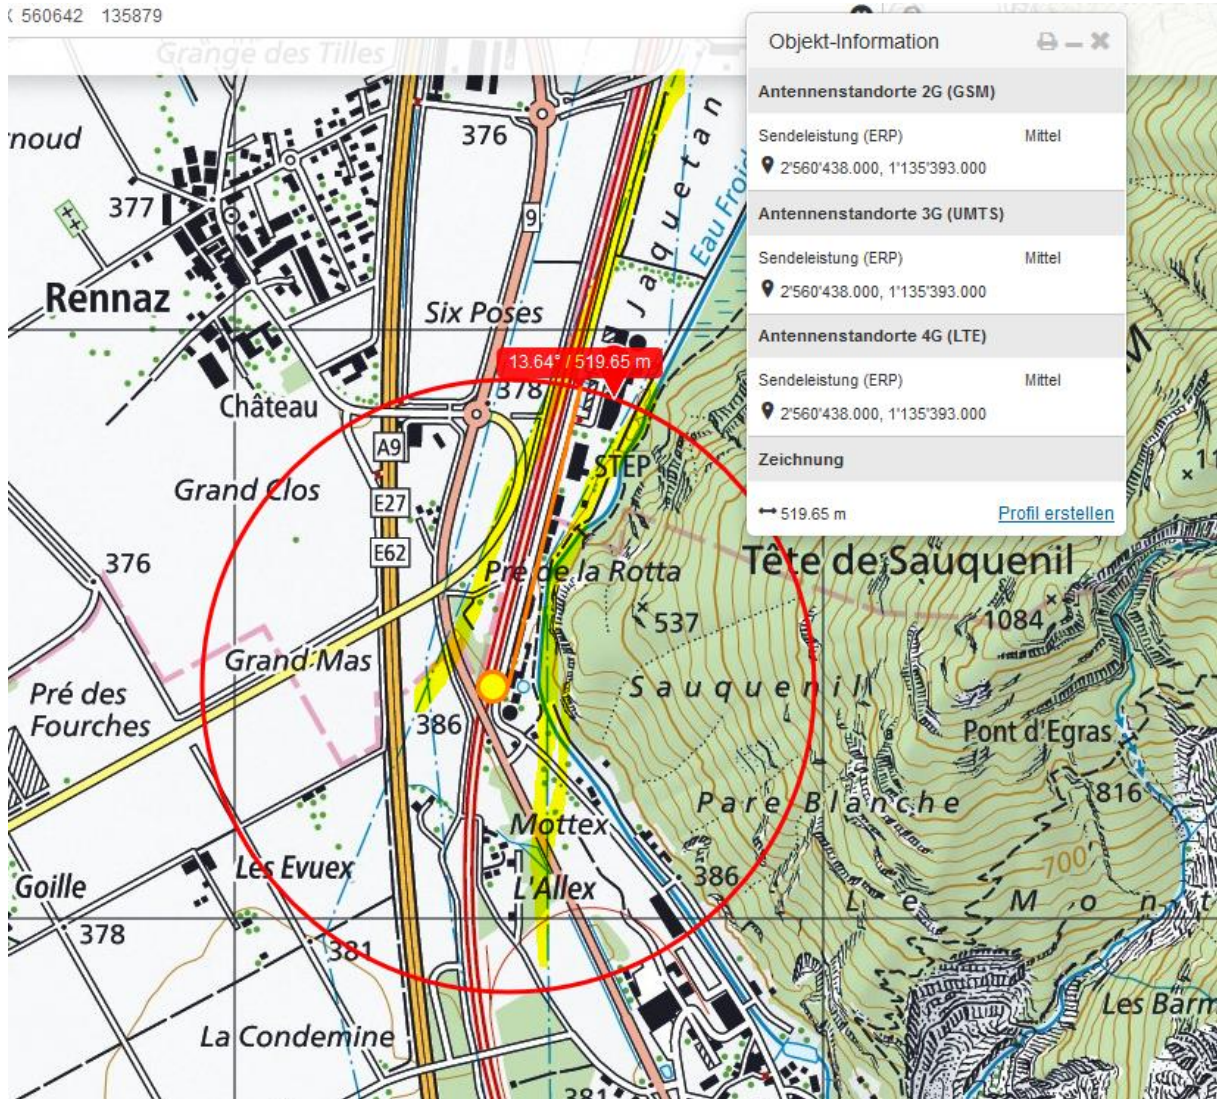 560642 135879
Grange des Tilles
Objekt-Information
Antennenstandorte 2G (GSM)
Sendeleistung (ERP) Mittel
2'560'438.000, 1'135'393.000
Antennenstandorte 3G (UMTS)
Sendeleistung (ERP) Mittel
2'560'438.000, 1'135'393.000
Antennenstandorte 4G (LTE)
Sendeleistung (ERP) Mittel
2'560'438.000, 1'135'393.000
Zeichnung
519.65 m Profil erstellen
noud
376
Jaquetan
377
9
Eau Froid
Rennaz
Six Poses
13.64° / 519.65 m
378
Château
A9
STEP
Grand Clos
E27
E62
376
Pré de la Rotta
Tête de Sauquenil
537
1084
Grand Mas
Sauquenil
Pré des
Fourches
386
Pont d'Egras
816
Pare Blanche
Mottex
700
Les Evuex
386
Goille
L'Allex
Le Mont
378
381
Les Barm
La Condemine
381